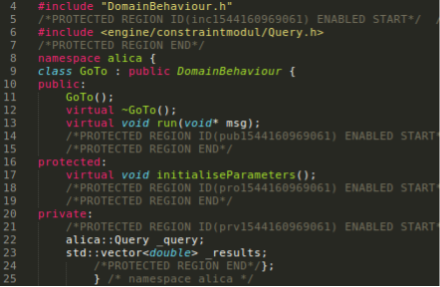 4 #include "DomainBehaviour.h"
5 /*PROTECTED REGION ID(inc1544160969061) ENABLED START*/ /
6 #include <engine/constraintmodul/Query.h>
7 /*PROTECTED REGION END*/
8 namespace alica {
9 class GoTo : public DomainBehaviour {
10 public:
11 GoTo();
12 virtual ~GoTo();
13 virtual void run(void* msg);
14 /*PROTECTED REGION ID(pub1544160969061) ENABLED START*
15 /*PROTECTED REGION END*/
16 protected:
17 virtual void initialiseParameters();
18 /*PROTECTED REGION ID(pro1544160969061) ENABLED START*
19 /*PROTECTED REGION END*/
20 private:
21 /*PROTECTED REGION ID(prv1544160969061) ENABLED START*
22 alica::Query _query;
23 std::vector<double> _results;
24 /*PROTECTED REGION END*/};
25 } /* namespace alica */